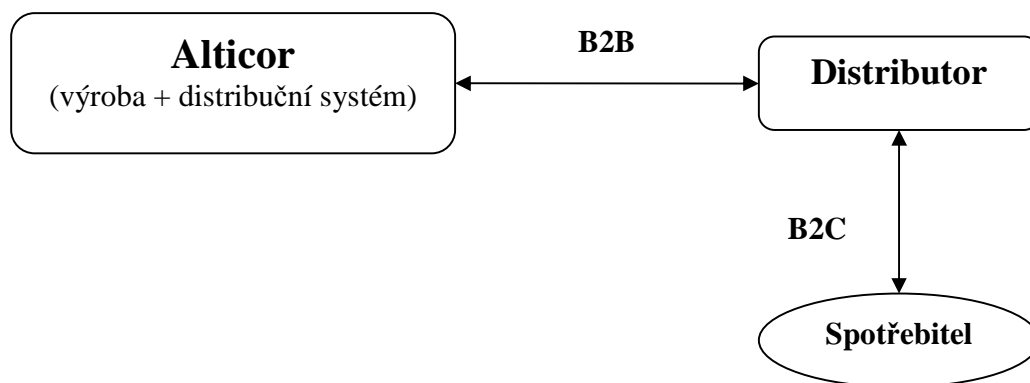 Alticor
(výroba + distribuční systém)
B2B
Distributor
B2C
Spotřebitel